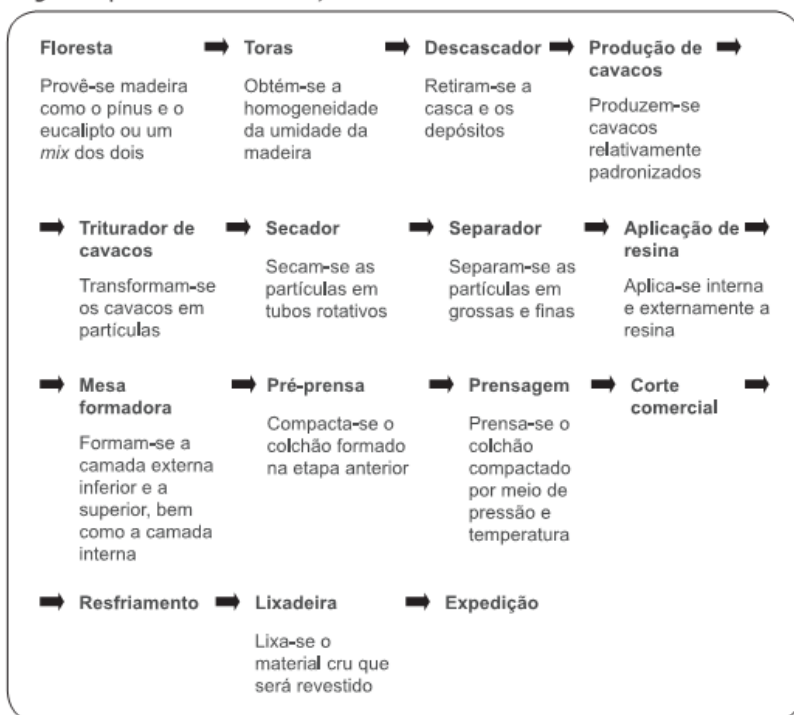 Floresta
Provê-se madeira
como o pínus e o
eucalipto ou um
mix dos dois
Toras
Obtém-se a
homogeneidade
da umidade da
madeira
Descascador
Retiram-se a
casca e os
depósitos
Produção de
cavacos
Produzem-se
cavacos
relativamente
padronizados
Triturador de
cavacos
Transformam-se
os cavacos em
partículas
Secador
Secam-se as
partículas em
tubos rotativos
Separador
Separam-se as
partículas em
grossas e finas
Aplicação de
resina
Aplica-se interna
e externamente a
resina
Mesa
formadora
Formam-se a
camada externa
inferior e a
superior, bem
como a camada
interna
Pré-prensa
Compacta-se o
colchão formado
na etapa anterior
Prensagem
Prensa-se o
colchão
compactado
por meio de
pressão e
temperatura
Corte
comercial
Resfriamento
Lixadeira
Lixa-se o
material cru que
será revestido
Expedição